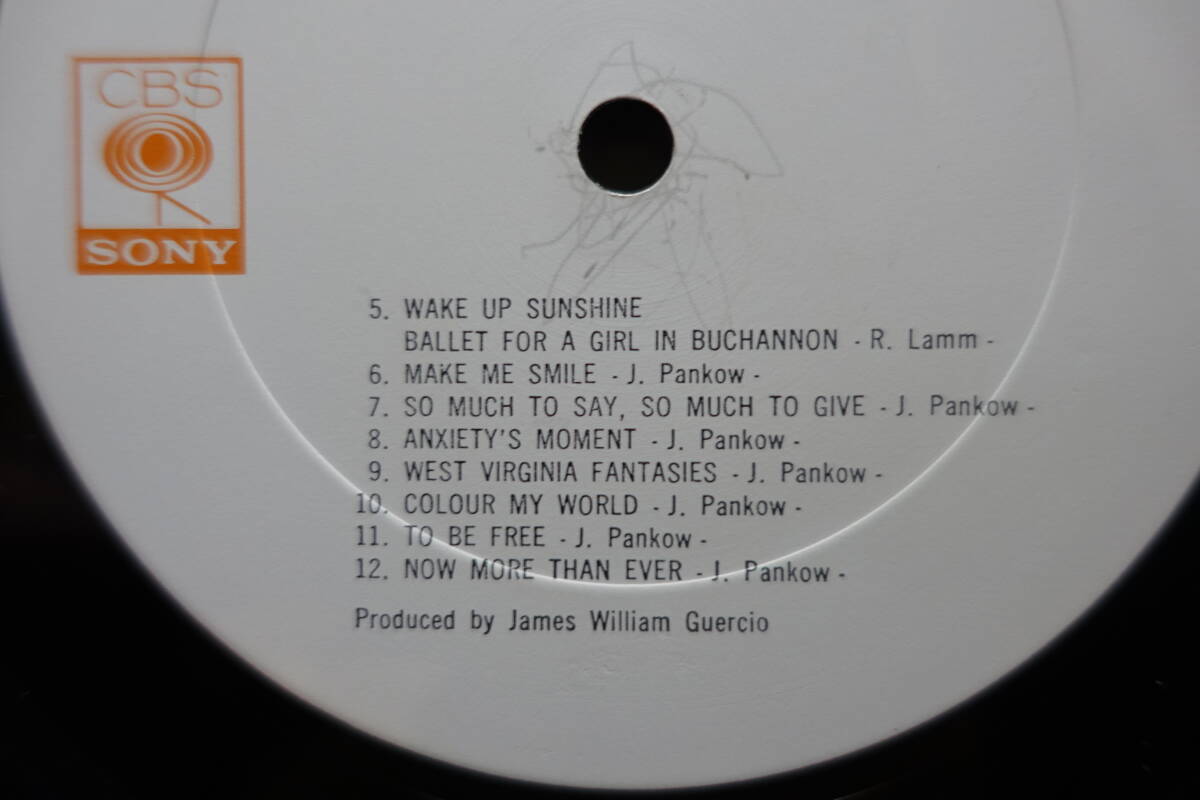 CBS
SONY
5. WAKE UP SUNSHINE
BALLET FOR A GIRL IN BUCHANNON - R. Lamm -
6. MAKE ME SMILE - J. Pankow -
7. SO MUCH TO SAY, SO MUCH TO GIVE - J. Pankow -
8. ANXIETY'S MOMENT - J. Pankow -
9. WEST VIRGINIA FANTASIES - J. Pankow -
10. COLOUR MY WORLD - J. Pankow -
11. TO BE FREE - J. Pankow -
12. NOW MORE THAN EVER - J. Pankow -
Produced by James William Guercio